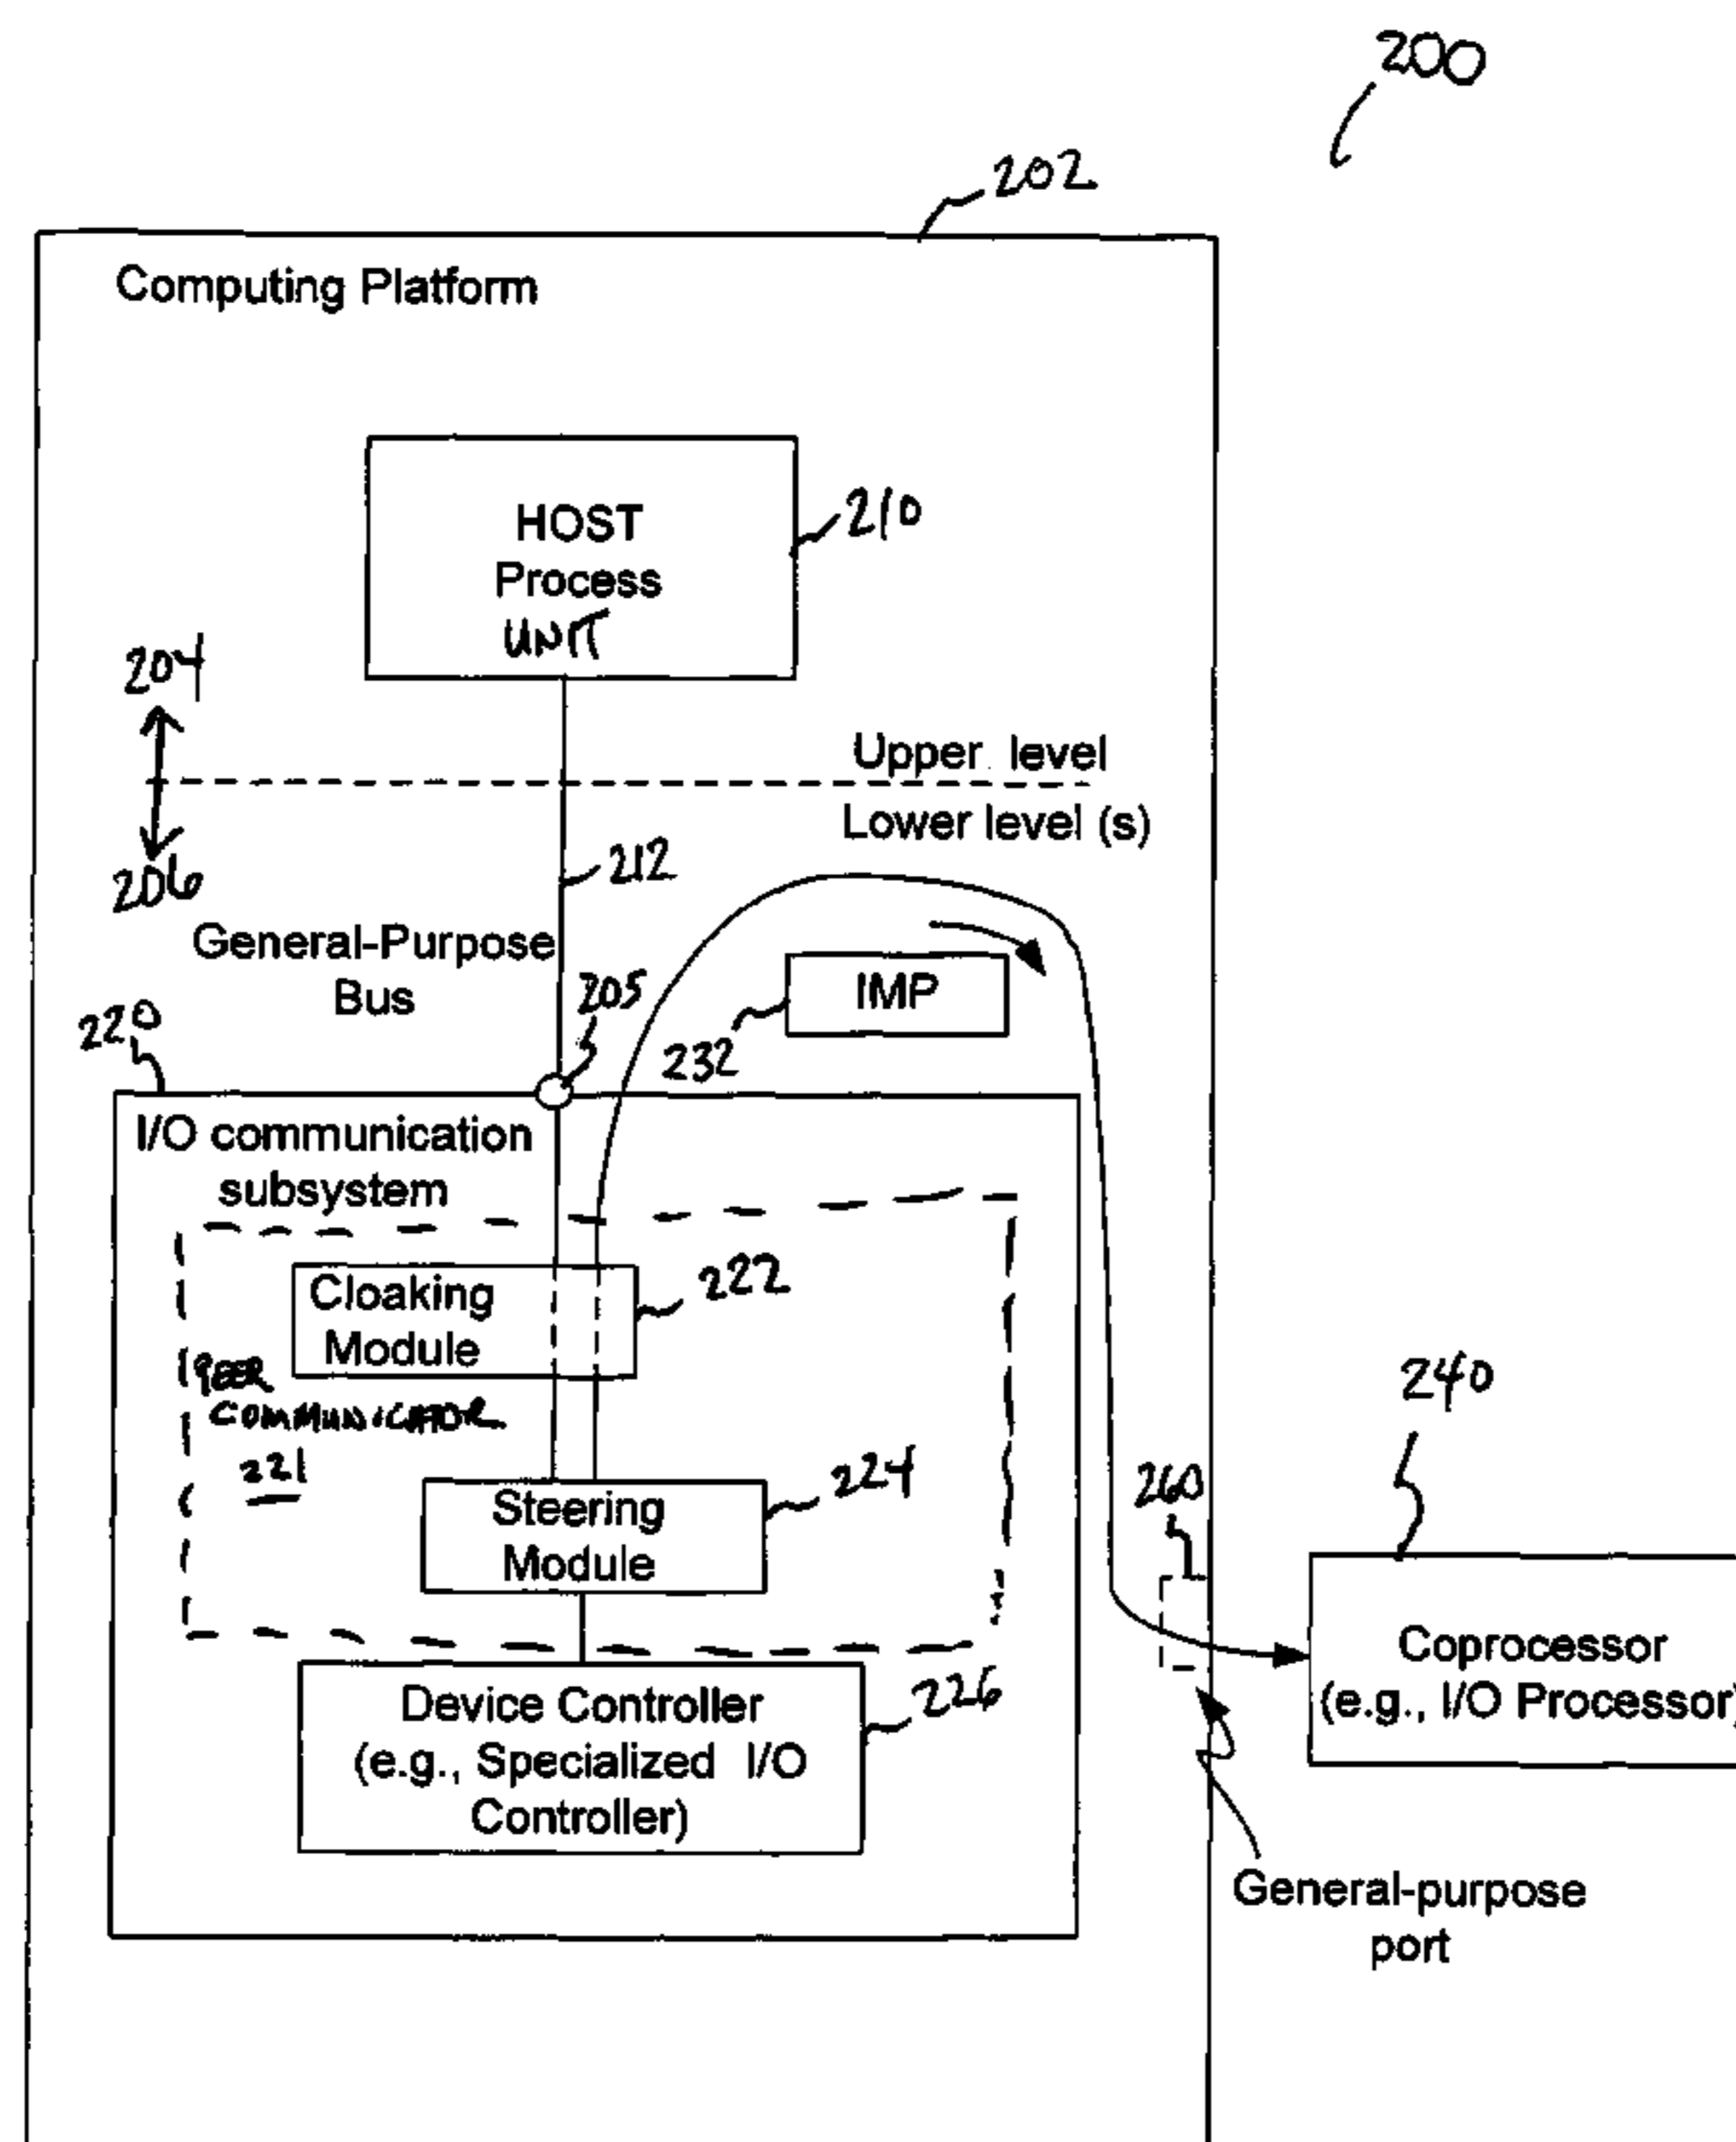 200
202
Computing Platform
HOST
Process
UNIT
210
204
Upper level
Lower level (s)
206
212
General-Purpose
Bus
205
IMP
232
220
I/O communication
subsystem
Cloaking
Module
222
PEER
COMMUNICATOR
221
Steering
Module
224
240
260
Coprocessor
(e.g., I/O Processor)
Device Controller
(e.g., Specialized I/O
Controller)
226
General-purpose
port